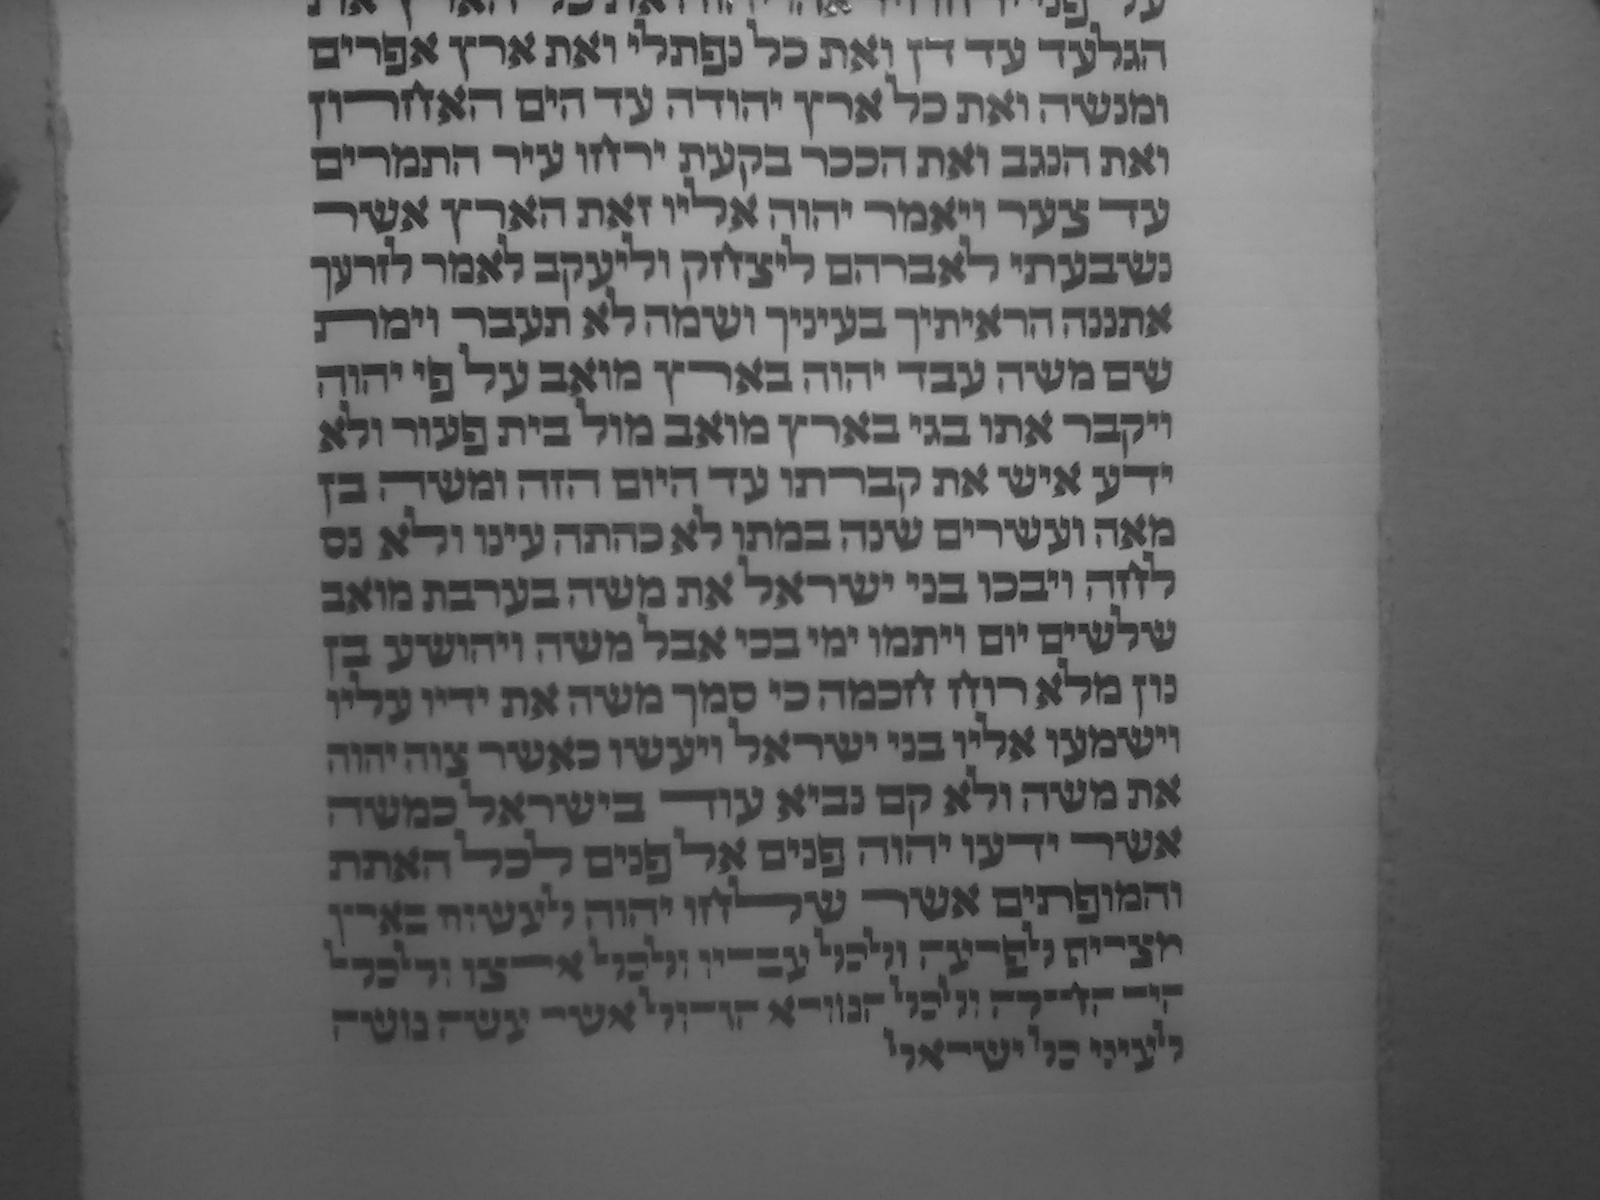 הגלעד עד דן ואת כל נפתלי ואת ארץ אפרים
ומנשה ואת כל ארץ יהודה עד הים האחרון
ואת הנגב ואת הככר בקעת ירחו עיר התמרים
עד צער ויאמר יהוה אליו זאת הארץ אשר
נשבעתי לאברהם ליצחק וליעקב לאמר לזרעך
אתננה הראיתיך בעיניך ושמה לא תעבר וימת
שם משה עבד יהוה בארץ מואב על פי יהוה
ויקבר אתו בגי בארץ מואב מול בית פעור ולא
ידע איש את קברתו עד היום הזה ומשה בן
מאה ועשרים שנה במתו לא כהתה עינו ולא נס
לחה ויבכו בני ישראל את משה בערבת מואב
שלשים יום ויתמו ימי בכי אבל משה ויהושע בן
נון מלא רוח חכמה כי סמך משה את ידיו עליו
וישמעו אליו בני ישראל ויעשו כאשר צוה יהוה
את משה ולא קם נביא עוד בישראל כמשה
אשר ידעו יהוה פנים אל פנים לכל האתת
והמופתים אשר שלחו יהוה לעשות בארץ
מצרים לפרעה ולכל עבדיו ולכל ארצו ולכל
היד החזקה ולכל המורא הגדול אשר עשה משה
לעיני כל ישראל